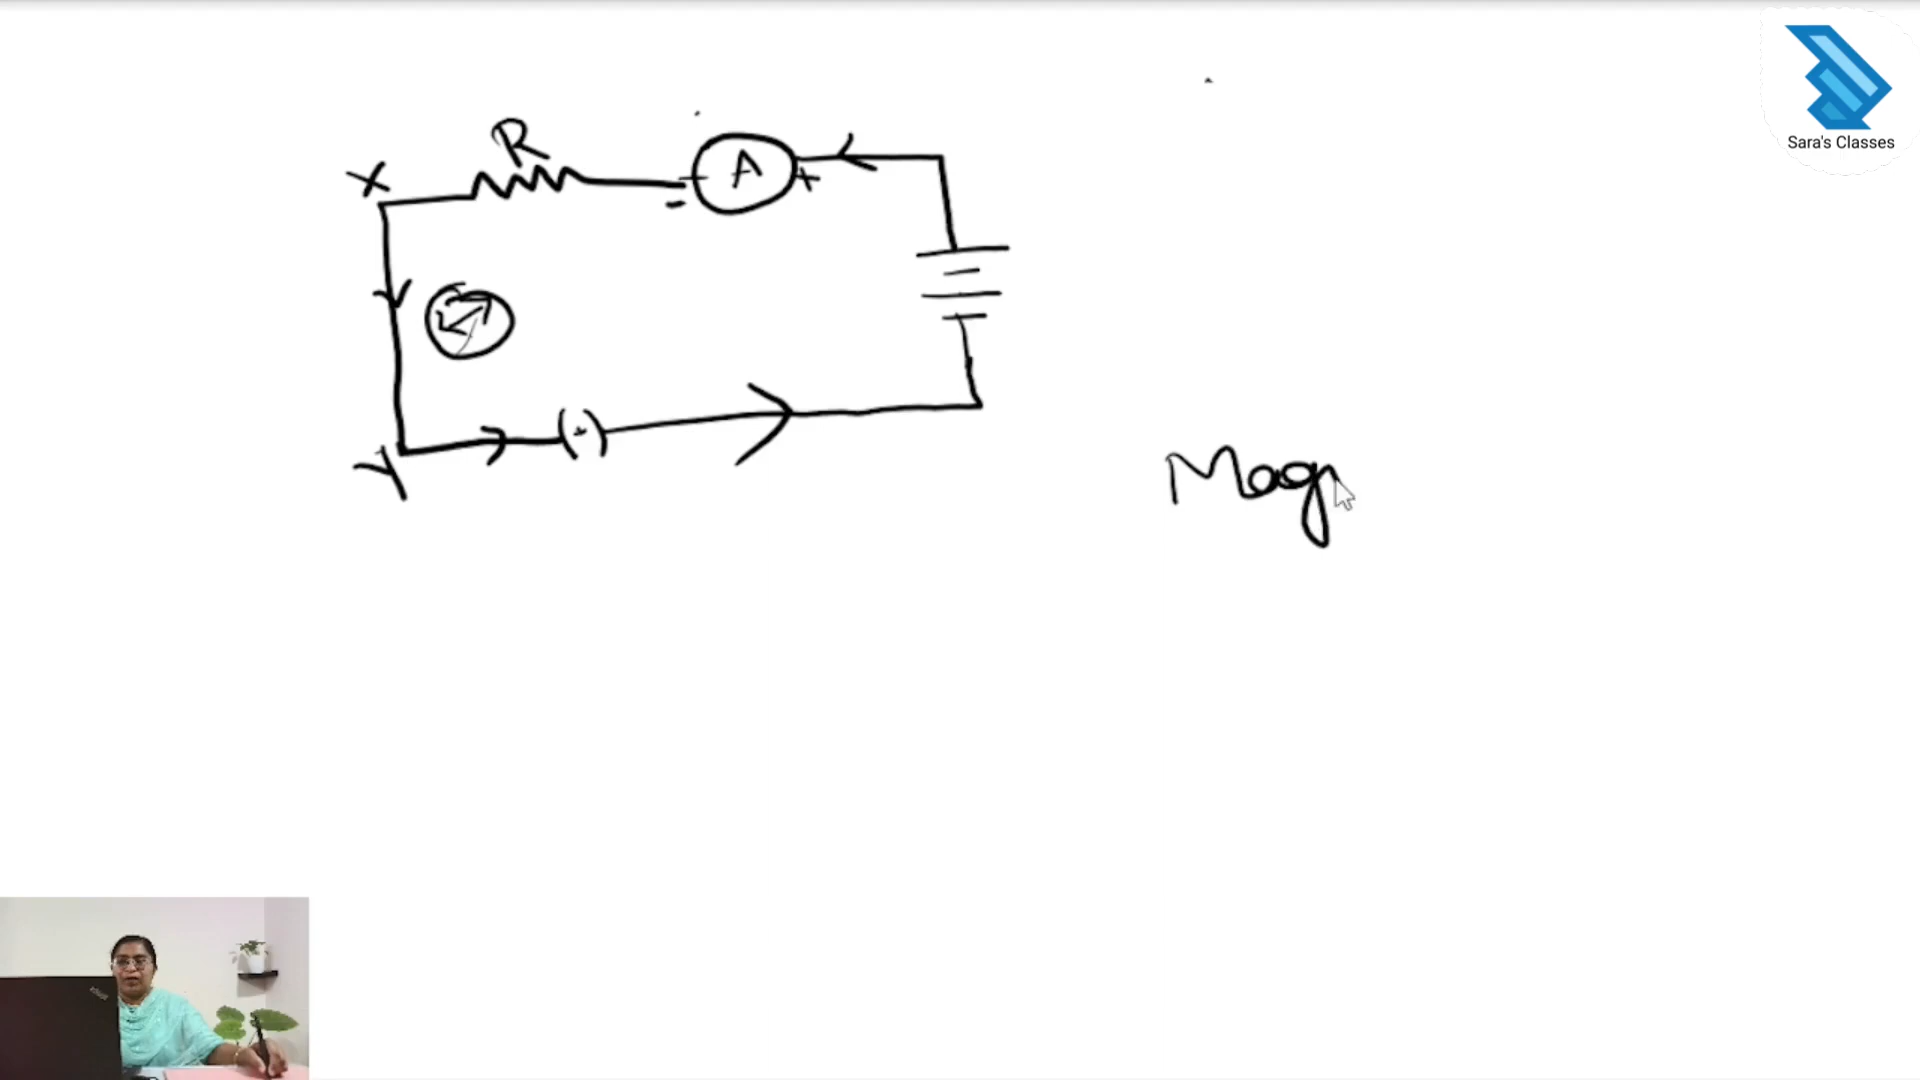 Sara's Classes
R
X
- A +
(·)
Y
Magn